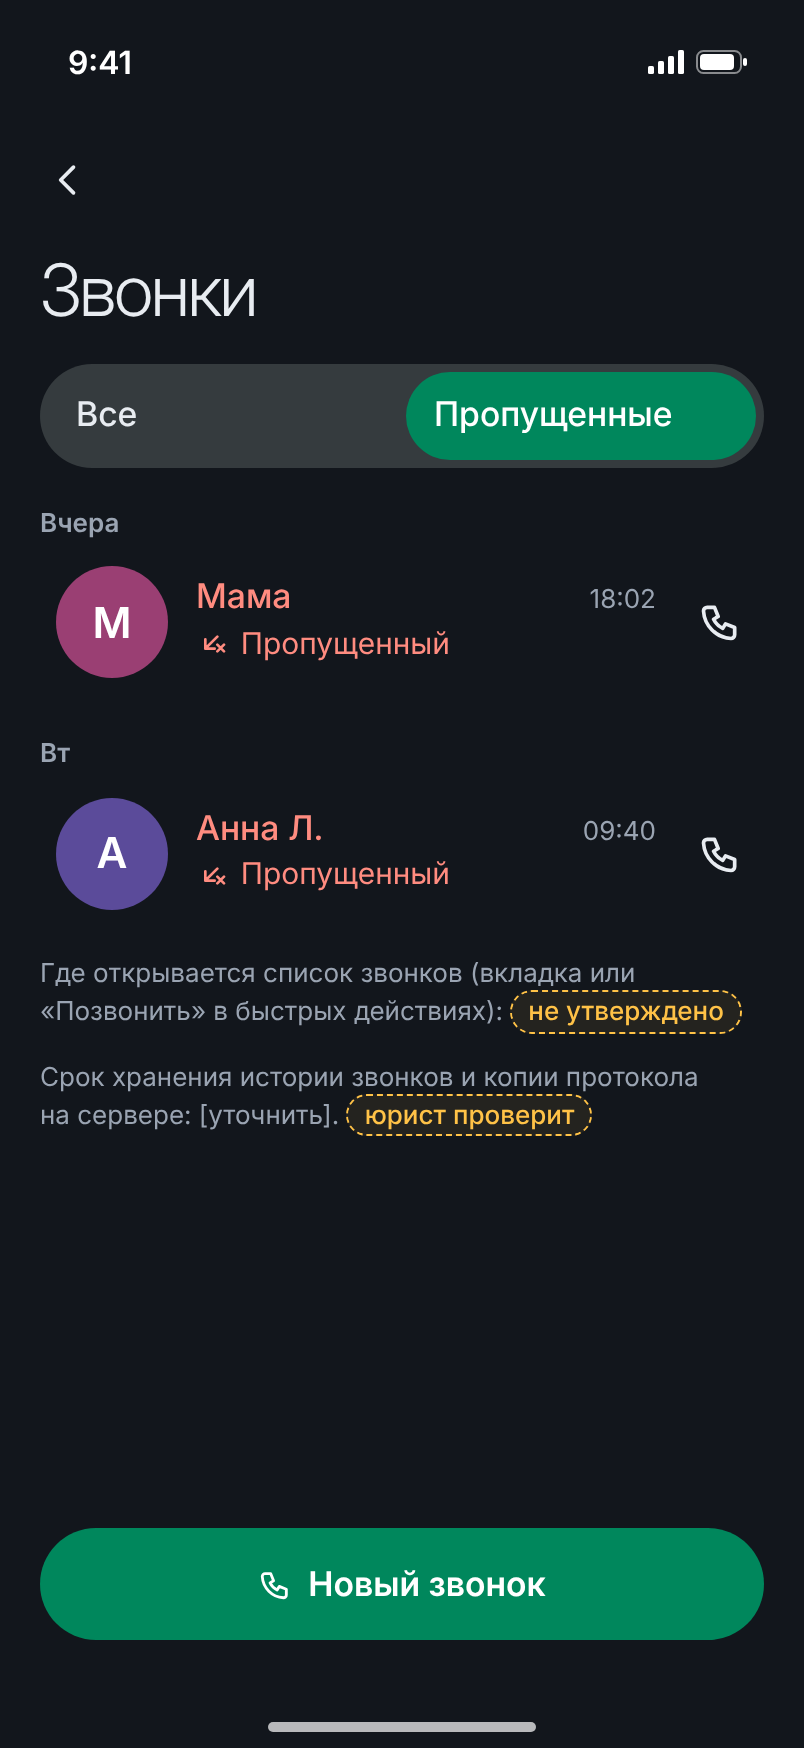 9:41
Звонки
Все
Пропущенные
Вчера
М
Мама
18:02
Пропущенный
Вт
А
Анна Л.
09:40
Пропущенный
Где открывается список звонков (вкладка или
«Позвонить» в быстрых действиях): не утверждено
Срок хранения истории звонков и копии протокола
на сервере: [уточнить]. юрист проверит
Новый звонок